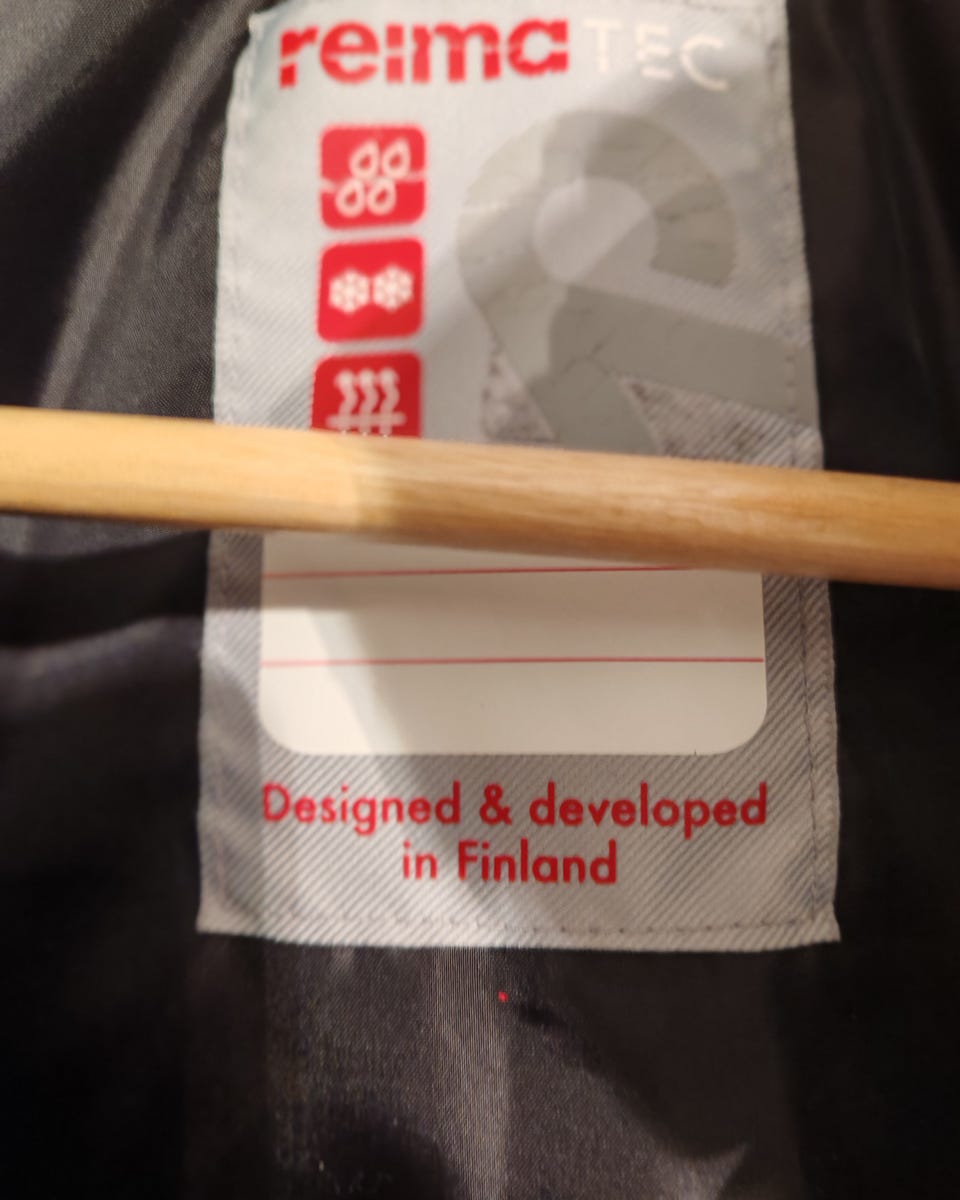 reima TEC
Designed & developed
in Finland